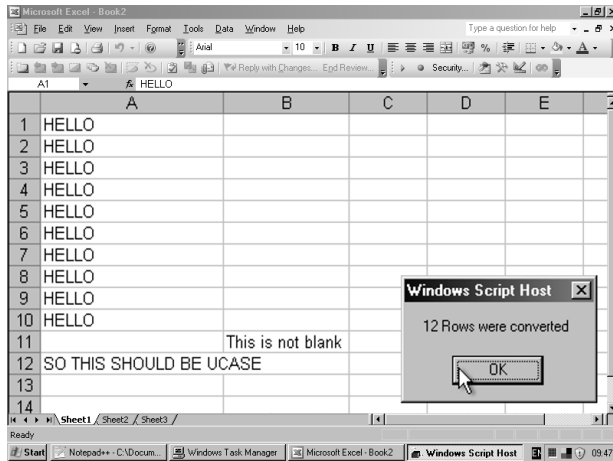 Microsoft Excel - Book2
File Edit View Insert Format Tools Data Window Help Type a question for help
Arial 10 B I U %
Reply with Changes... End Review... Security...
A1 fx HELLO
A B C D E
1 HELLO
2 HELLO
3 HELLO
4 HELLO
5 HELLO
6 HELLO
7 HELLO
8 HELLO
9 HELLO
10 HELLO
11 This is not blank
12 SO THIS SHOULD BE UCASE
13
14
Windows Script Host
12 Rows were converted
OK
Sheet1 / Sheet2 / Sheet3 /
Ready
Start Notepad++ - C:\Docum... Windows Task Manager Microsoft Excel - Book2 Windows Script Host EN 09:47